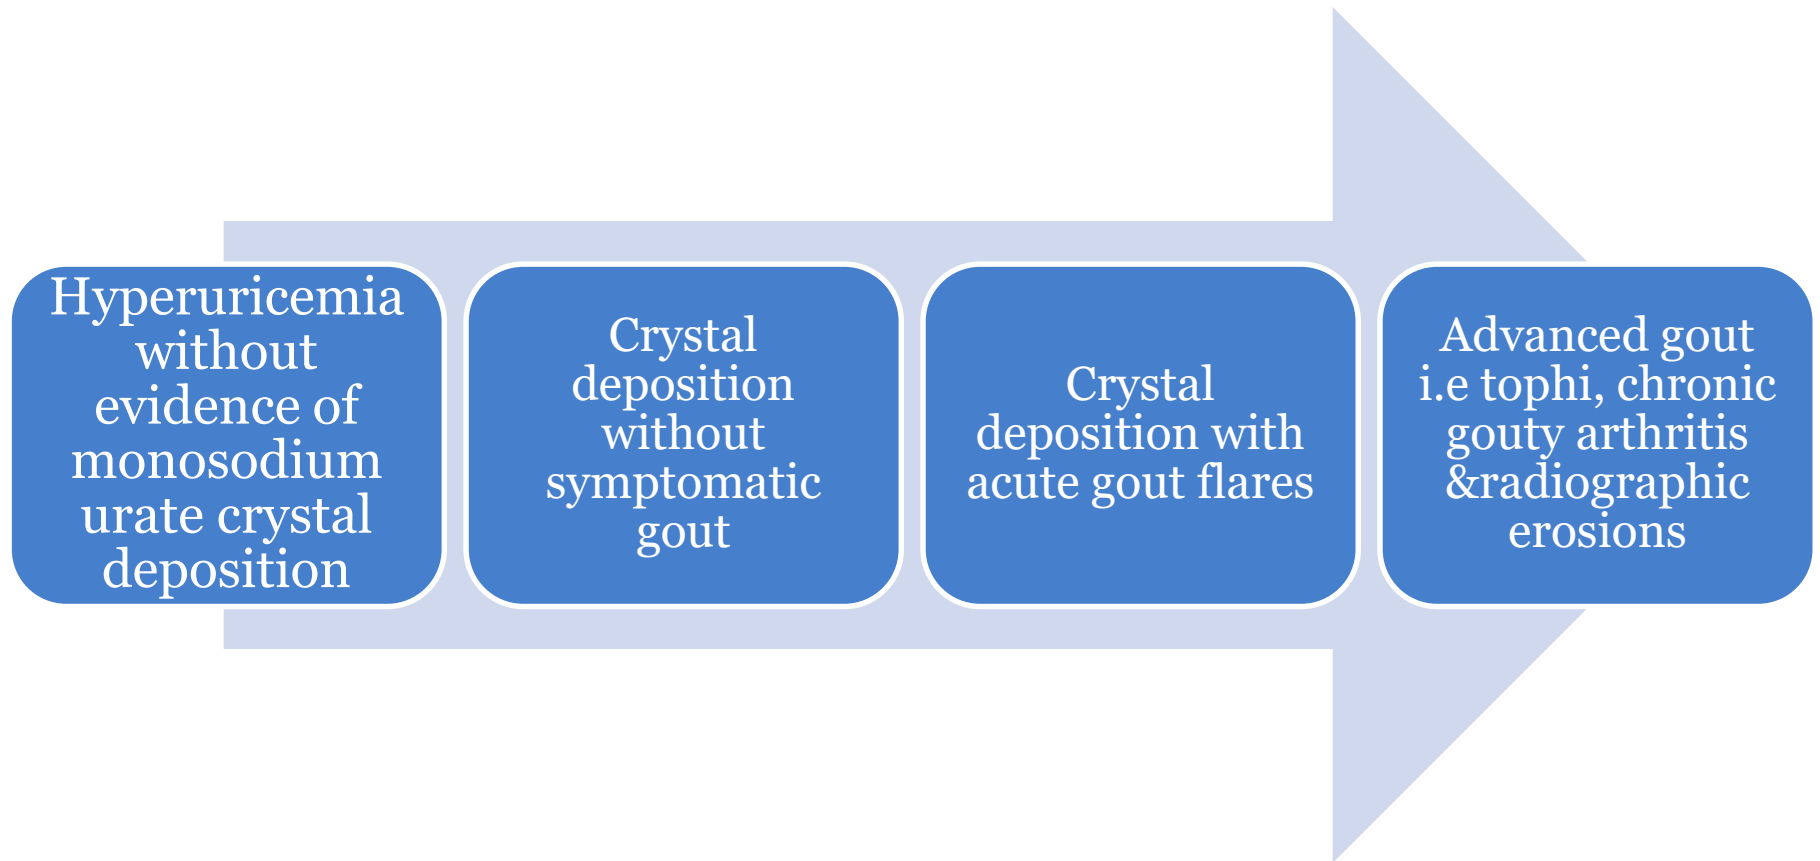 Hyperuricemia
without
evidence of
monosodium
urate crystal
deposition
Crystal
deposition
without
symptomatic
gout
Crystal
deposition with
acute gout flares
Advanced gout
i.e tophi, chronic
gouty arthritis
&radiographic
erosions